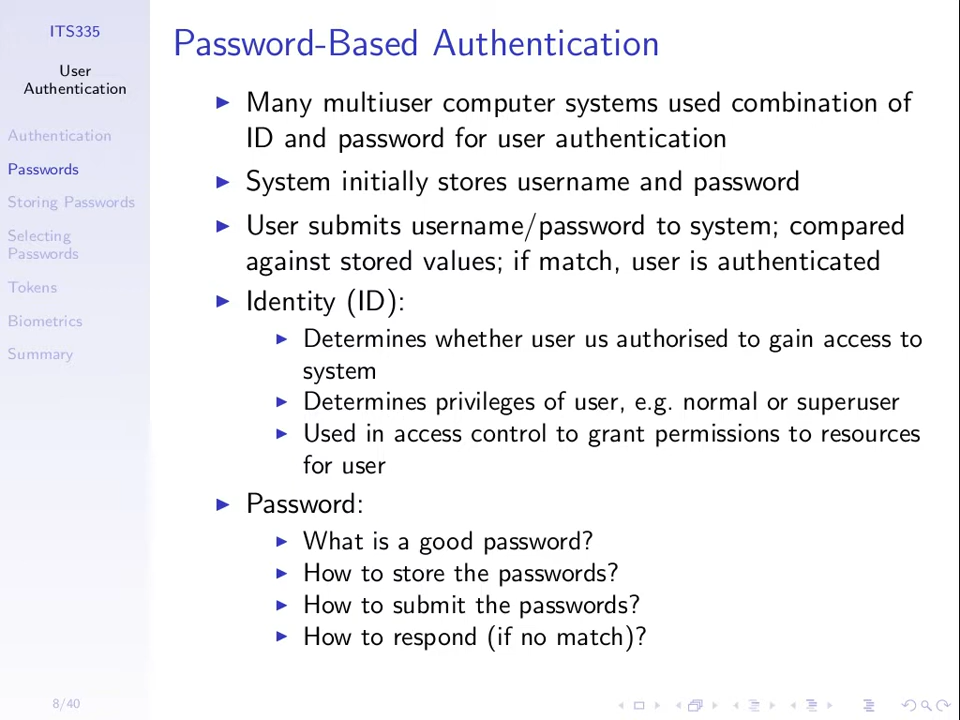 ITS335
User
Authentication
Authentication
Passwords
Storing Passwords
Selecting
Passwords
Tokens
Biometrics
Summary
8/40
Password-Based Authentication
Many multiuser computer systems used combination of
ID and password for user authentication
System initially stores username and password
User submits username/password to system; compared
against stored values; if match, user is authenticated
Identity (ID):
Determines whether user us authorised to gain access to
system
Determines privileges of user, e.g. normal or superuser
Used in access control to grant permissions to resources
for user
Password:
What is a good password?
How to store the passwords?
How to submit the passwords?
How to respond (if no match)?